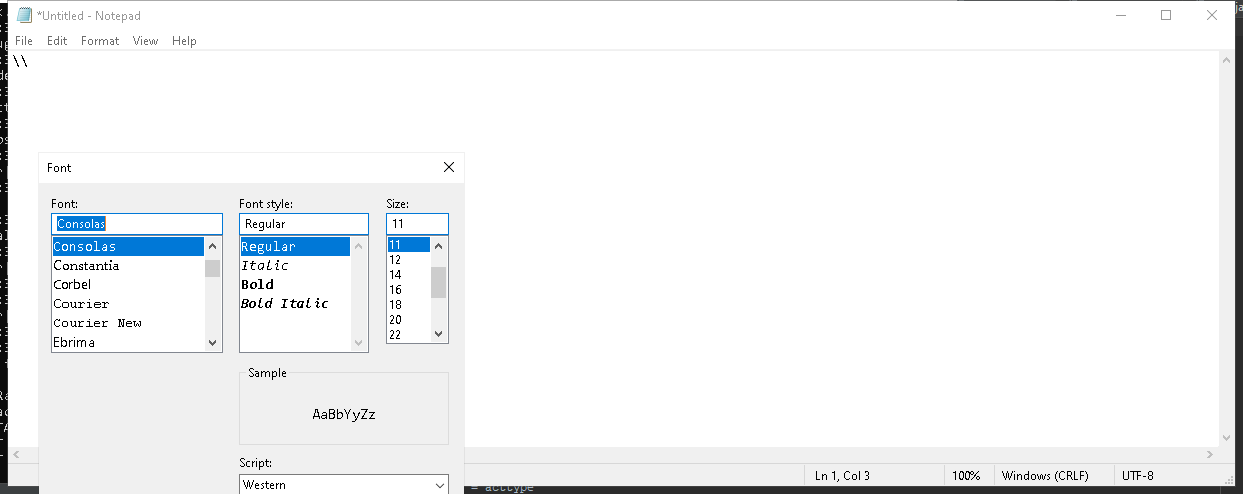 *Untitled - Notepad
File Edit Format View Help
\\
Font
Font: Font style: Size:
Consolas Regular 11
Consolas Regular 11
Constantia Italic 12
Corbel Bold 14
Courier Bold Italic 16
Courier New 18
Ebrima 20
22
Sample
AaBbYyZz
Script:
Western
Ln 1, Col 3 100% Windows (CRLF) UTF-8
= acctype